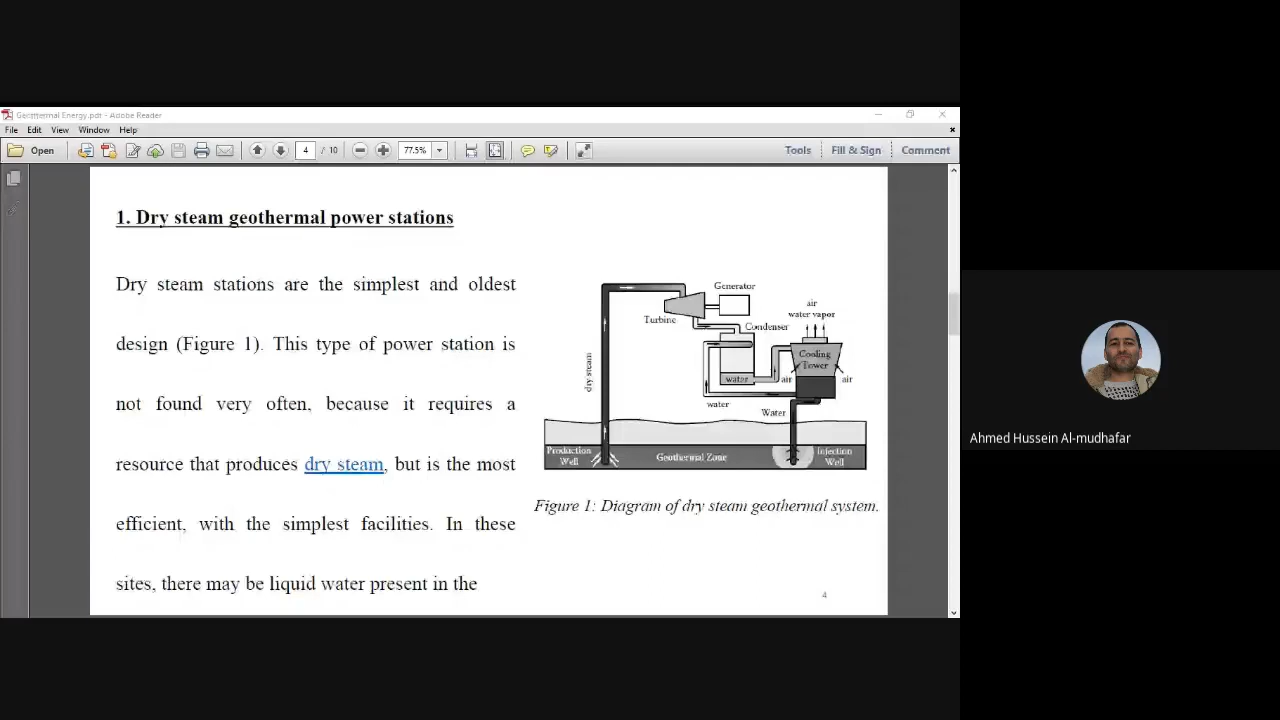 Geothermal Energy.pdf - Adobe Reader
File Edit View Window Help
Open 4 / 10 77.5% Tools Fill & Sign Comment
1. Dry steam geothermal power stations
Dry steam stations are the simplest and oldest
design (Figure 1). This type of power station is
not found very often, because it requires a
resource that produces dry steam, but is the most
efficient, with the simplest facilities. In these
sites, there may be liquid water present in the
Generator
Turbine
air
water vapor
Condenser
Cooling
Tower
dry steam
water
air
air
water
Water
Production
Well
Geothermal Zone
Injection
Well
Figure 1: Diagram of dry steam geothermal system.
4
Ahmed Hussein Al-mudhafar